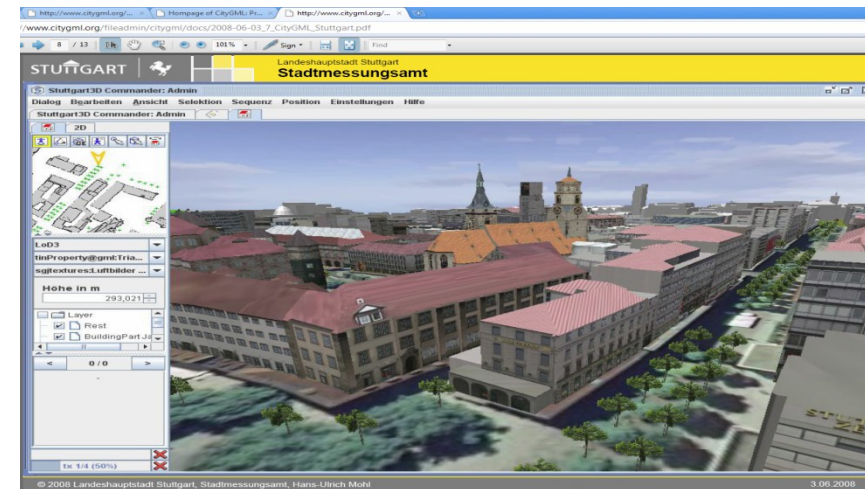 http://www.citygml.org/... × Hompage of CityGML: Pr... × http://www.citygml.org/... ×
/www.citygml.org/fileadmin/citygml/docs/2008-06-03_7_CityGML_Stuttgart.pdf
8 / 13 101% Sign Find
STUTTGART Landeshauptstadt Stuttgart
Stadtmessungsamt
Stuttgart3D Commander: Admin
Dialog Bearbeiten Ansicht Selektion Sequenz Position Einstellungen Hilfe
Stuttgart3D Commander: Admin
2D
LoD3
tinProperty@gml:Tria...
sgjtextures:Luftbilder ...
Höhe in m
293,021
Layer
Rest
BuildingPart Ja
< 0 / 0 >
tx 1/4 (50%)
© 2008 Landeshauptstadt Stuttgart, Stadtmessungsamt, Hans-Ulrich Mohl 3.06.2008